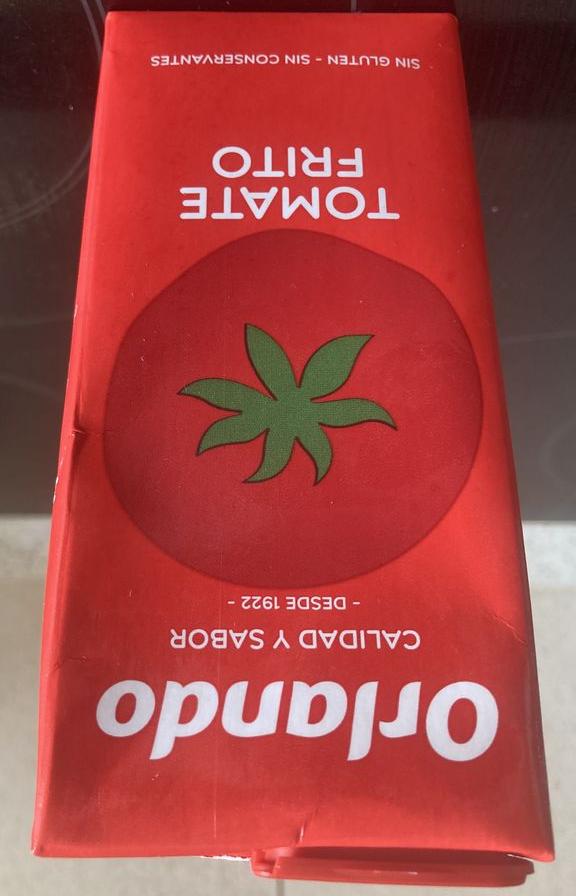 Orlando
CALIDAD Y SABOR
- DESDE 1922 -
TOMATE
FRITO
SIN GLUTEN - SIN CONSERVANTES